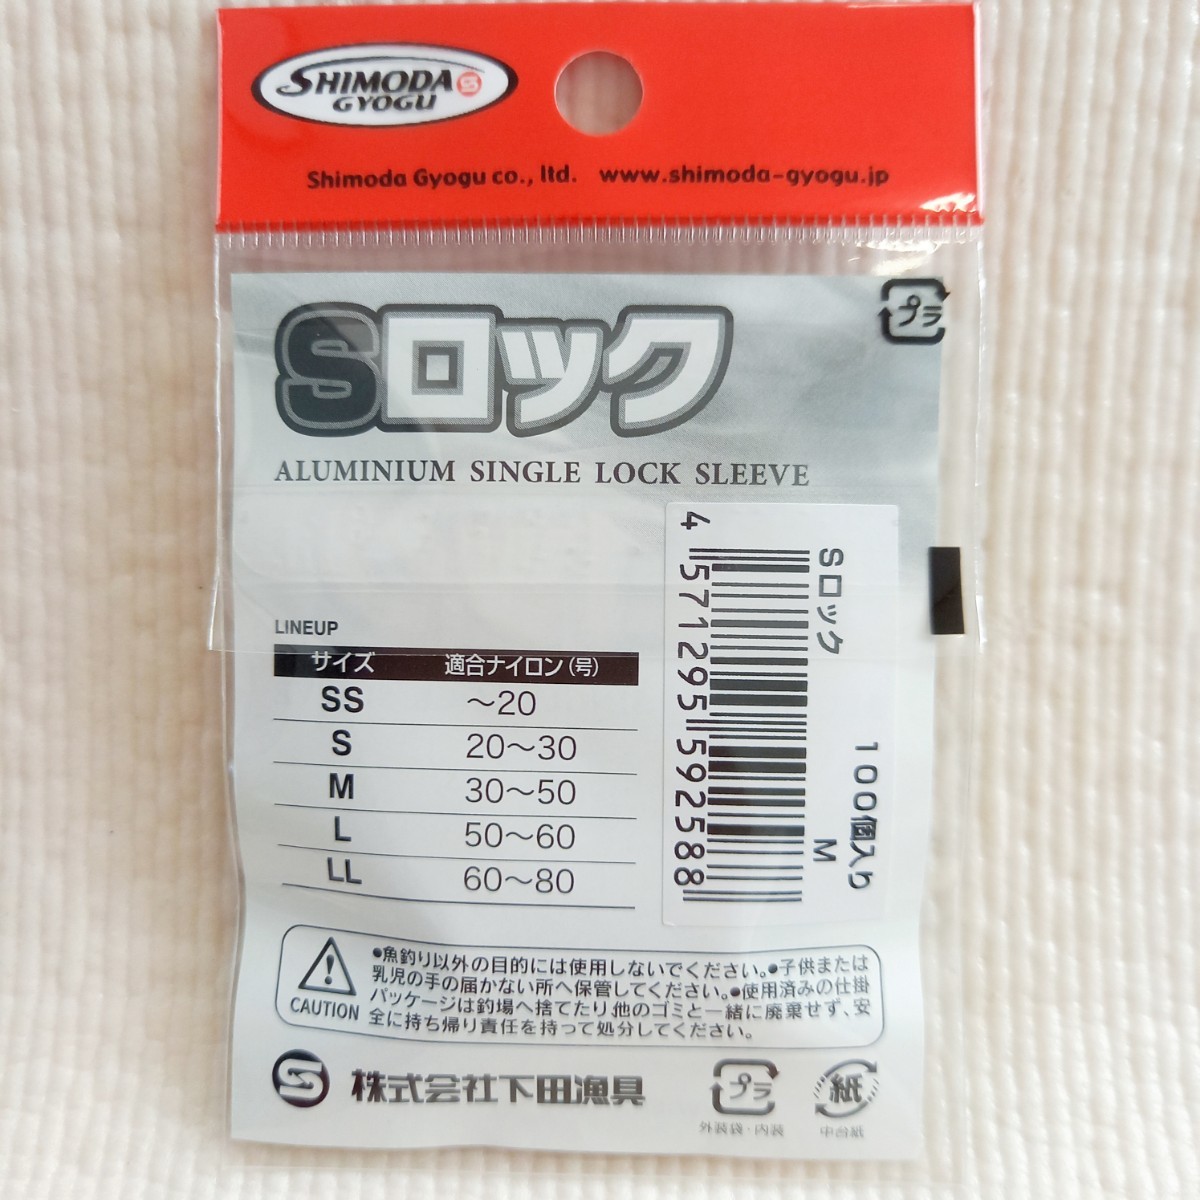 SHIMODA S
GYOGU
Shimoda Gyogu co., ltd. www.shimoda-gyogu.jp
プラ
Sロック
ALUMINIUM SINGLE LOCK SLEEVE
LINEUP
サイズ 適合ナイロン(号)
SS ～20
S 20～30
M 30～50
L 50～60
LL 60～80
Sロック
100個入り
M
4 571295 592588
CAUTION
●魚釣り以外の目的には使用しないでください。●子供または
乳児の手の届かない所へ保管してください。●使用済みの仕掛
パッケージは釣場へ捨てたり、他のゴミと一緒に廃棄せず、安
全に持ち帰り責任を持って処分してください。
S 株式会社下田漁具
プラ
外装袋・内装
紙
中台紙